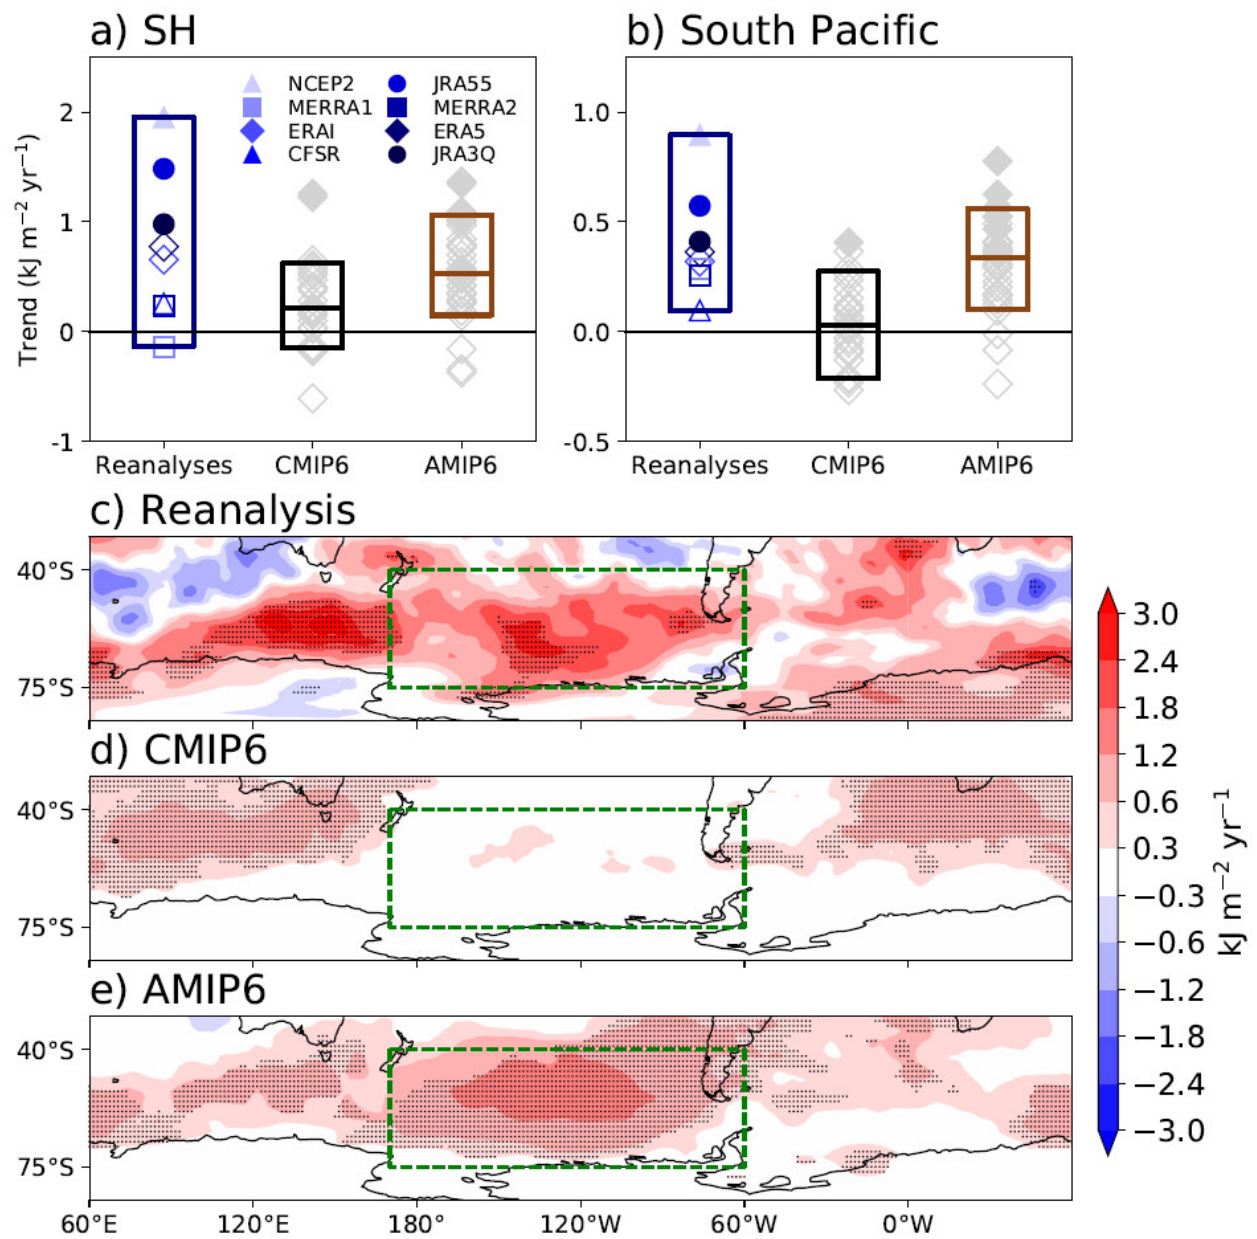 a) SH
b) South Pacific
Trend (kJ m⁻² yr⁻¹)
2
1
0
-1
NCEP2
MERRA1
ERAI
CFSR
JRA55
MERRA2
ERA5
JRA3Q
Reanalyses CMIP6 AMIP6
1.0
0.5
0.0
-0.5
Reanalyses CMIP6 AMIP6
c) Reanalysis
40°S
75°S
d) CMIP6
40°S
75°S
e) AMIP6
40°S
75°S
60°E 120°E 180° 120°W 60°W 0°W
3.0
2.4
1.8
1.2
0.6
0.3
−0.3
−0.6
−1.2
−1.8
−2.4
−3.0
kJ m⁻² yr⁻¹